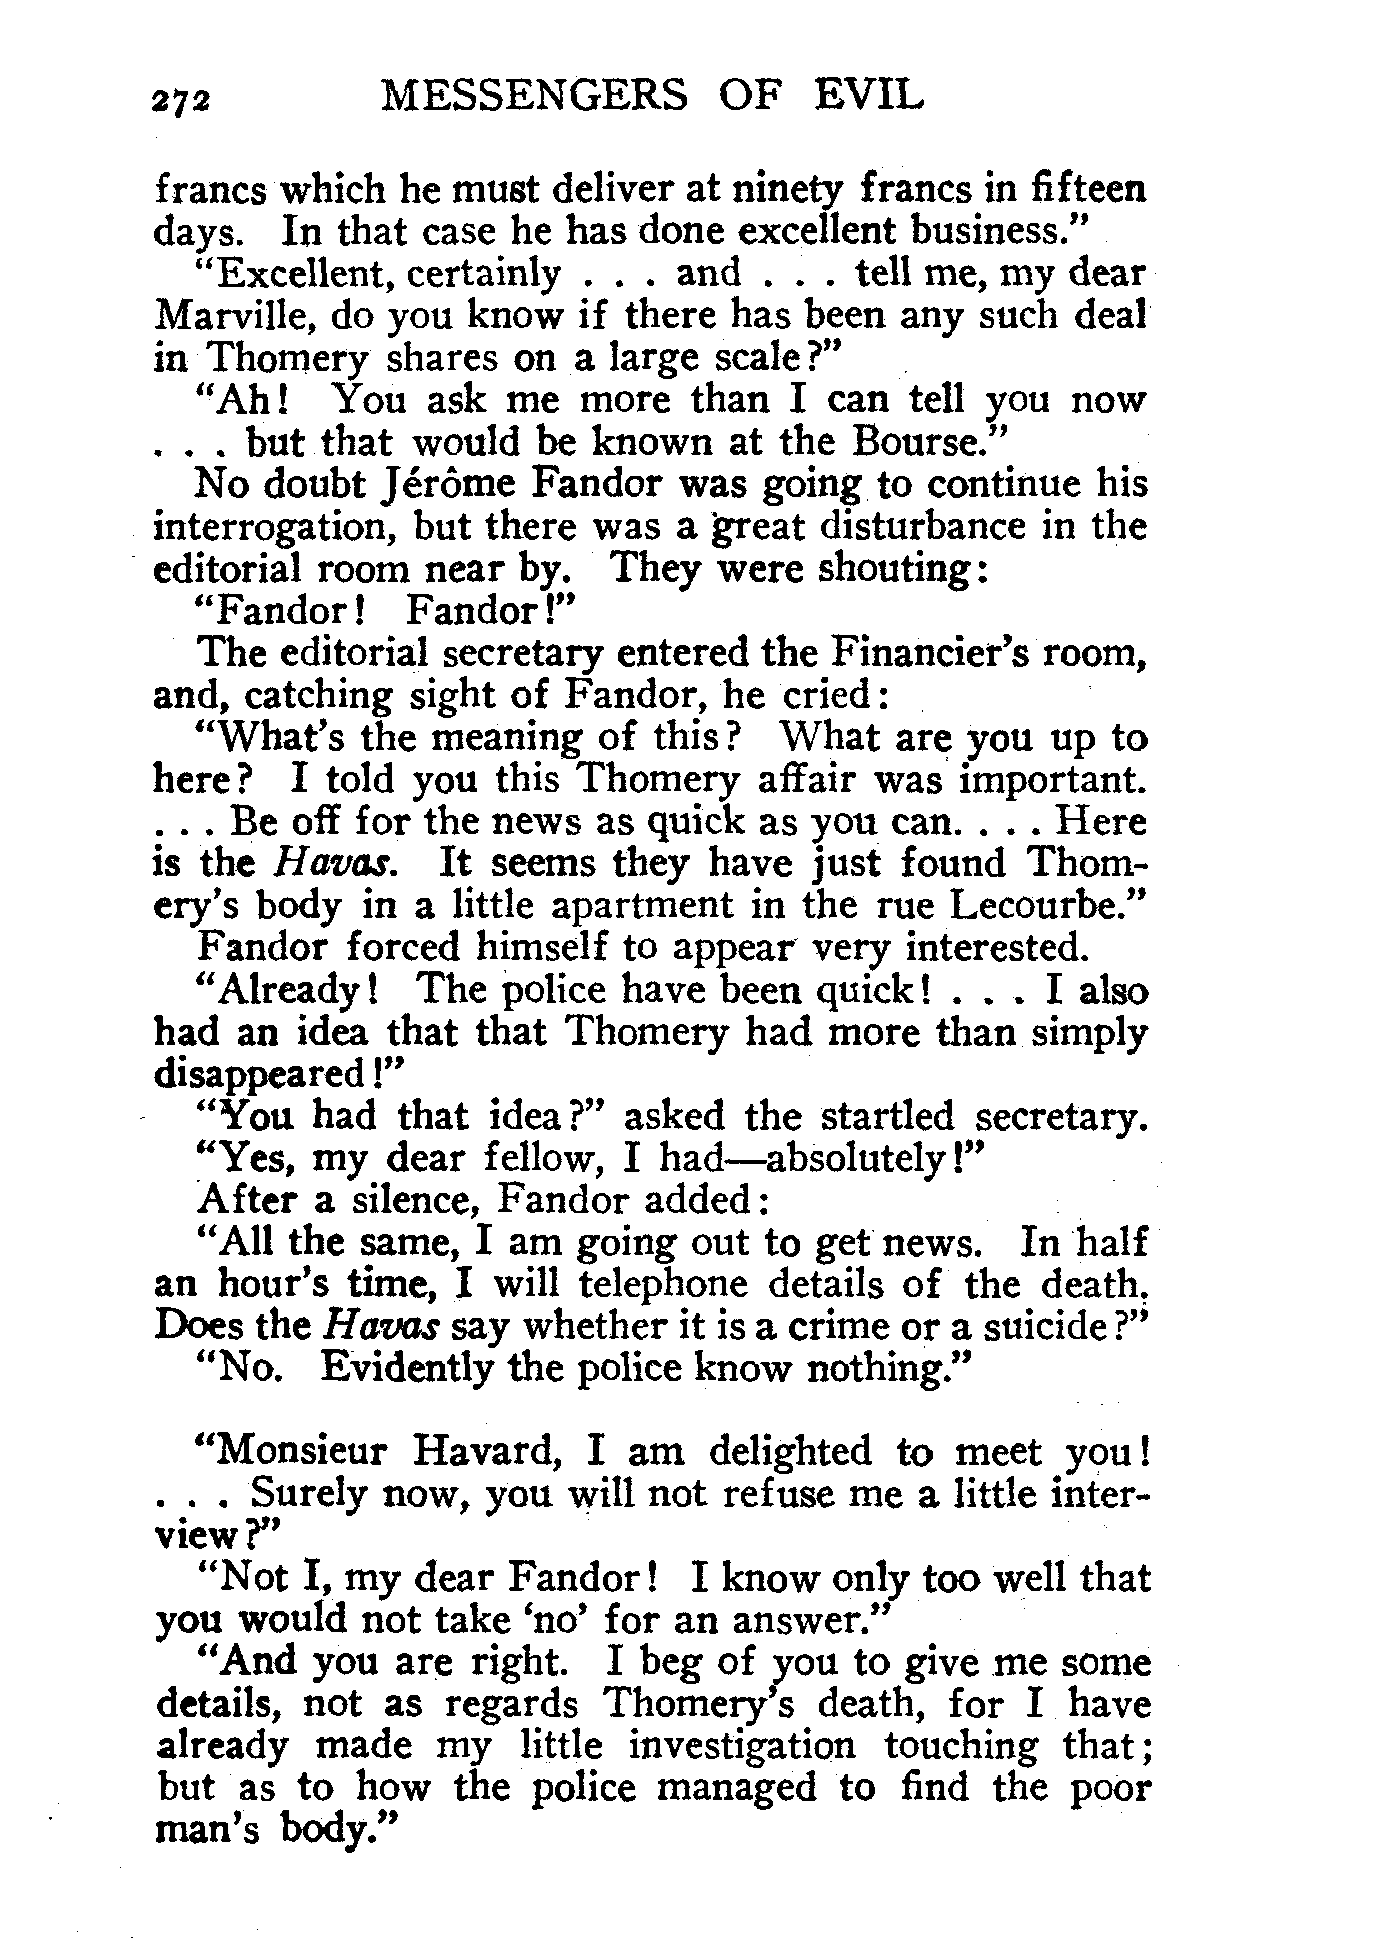 272 MESSENGERS OF EVIL
francs which he must deliver at ninety francs in fifteen
days. In that case he has done excellent business."
"Excellent, certainly . . . and . . . tell me, my dear
Marville, do you know if there has been any such deal
in Thomery shares on a large scale?"
"Ah! You ask me more than I can tell you now
. . . but that would be known at the Bourse."
No doubt Jérôme Fandor was going to continue his
interrogation, but there was a great disturbance in the
editorial room near by. They were shouting:
"Fandor! Fandor!"
The editorial secretary entered the Financier's room,
and, catching sight of Fandor, he cried:
"What's the meaning of this? What are you up to
here? I told you this Thomery affair was important.
. . . Be off for the news as quick as you can. . . . Here
is the Havas. It seems they have just found Thom-
ery's body in a little apartment in the rue Lecourbe."
Fandor forced himself to appear very interested.
"Already! The police have been quick! . . . I also
had an idea that that Thomery had more than simply
disappeared!"
"You had that idea?" asked the startled secretary.
"Yes, my dear fellow, I had—absolutely!"
After a silence, Fandor added:
"All the same, I am going out to get news. In half
an hour's time, I will telephone details of the death.
Does the Havas say whether it is a crime or a suicide?"
"No. Evidently the police know nothing."
"Monsieur Havard, I am delighted to meet you!
. . . Surely now, you will not refuse me a little inter-
view?"
"Not I, my dear Fandor! I know only too well that
you would not take 'no' for an answer."
"And you are right. I beg of you to give me some
details, not as regards Thomery's death, for I have
already made my little investigation touching that;
but as to how the police managed to find the poor
man's body."